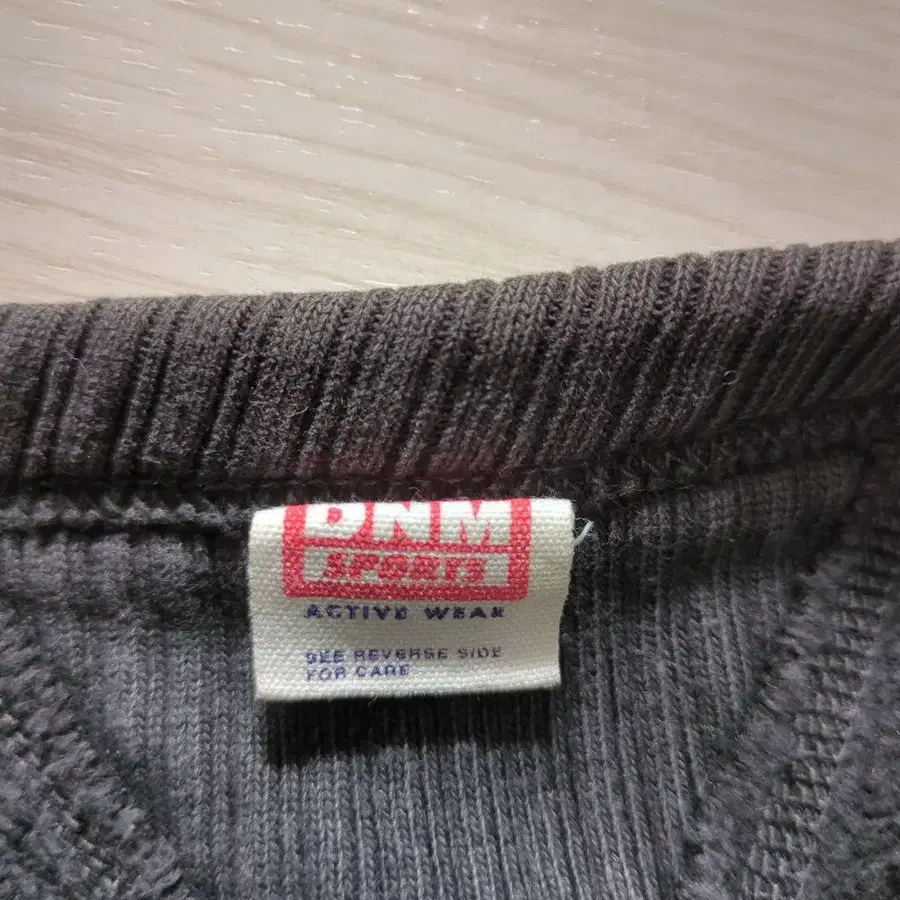 DNM
SPORTS
ACTIVE WEAR
SEE REVERSE SIDE
FOR CARE